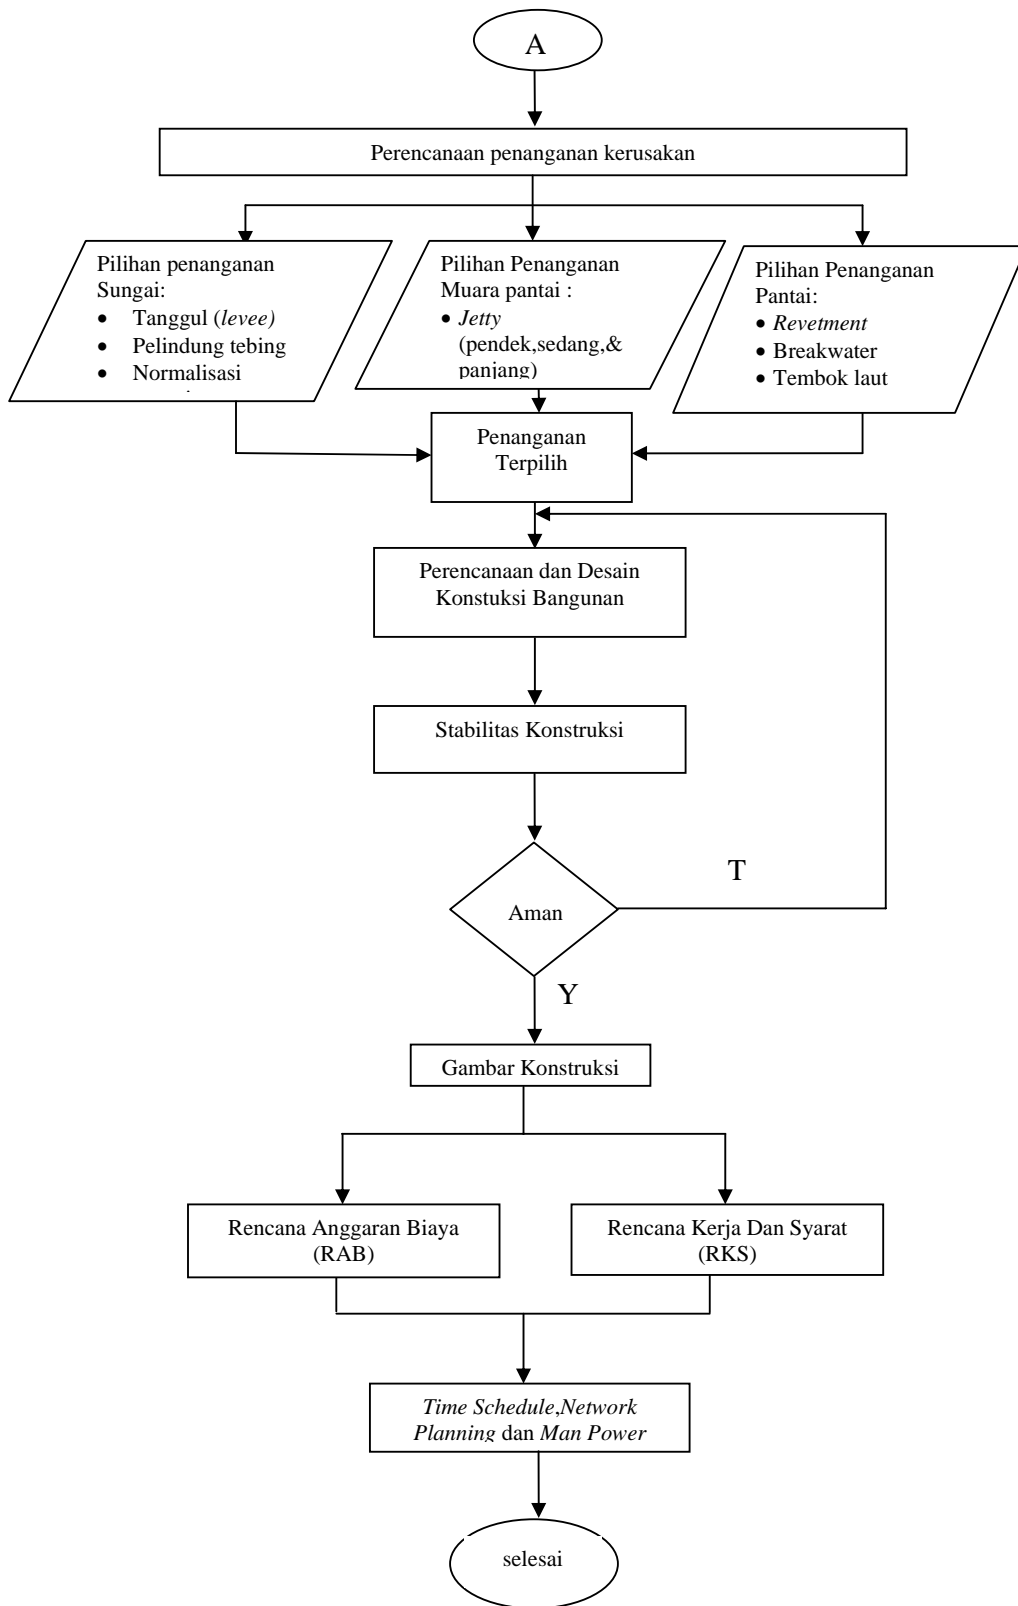 A
Perencanaan penanganan kerusakan
Pilihan penanganan
Sungai:
• Tanggul (levee)
• Pelindung tebing
• Normalisasi
Pilihan Penanganan
Muara pantai :
• Jetty
(pendek,sedang,&
panjang)
Pilihan Penanganan
Pantai:
• Revetment
• Breakwater
• Tembok laut
Penanganan
Terpilih
Perencanaan dan Desain
Konstuksi Bangunan
Stabilitas Konstruksi
Aman
T
Y
Gambar Konstruksi
Rencana Anggaran Biaya
(RAB)
Rencana Kerja Dan Syarat
(RKS)
Time Schedule,Network
Planning dan Man Power
selesai